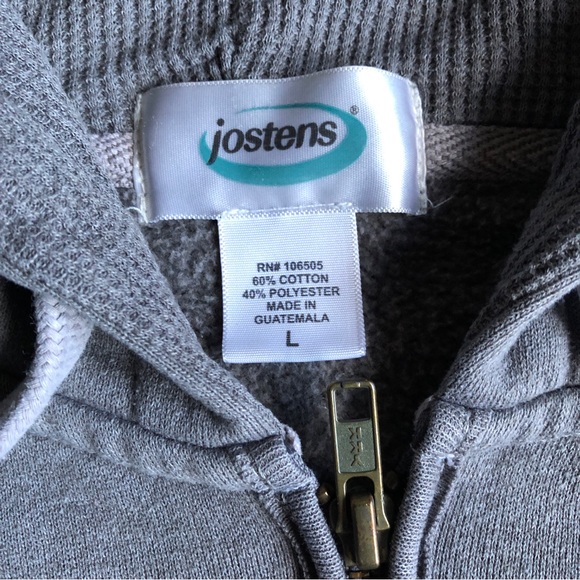 jostens®
RN# 106505
60% COTTON
40% POLYESTER
MADE IN
GUATEMALA
L